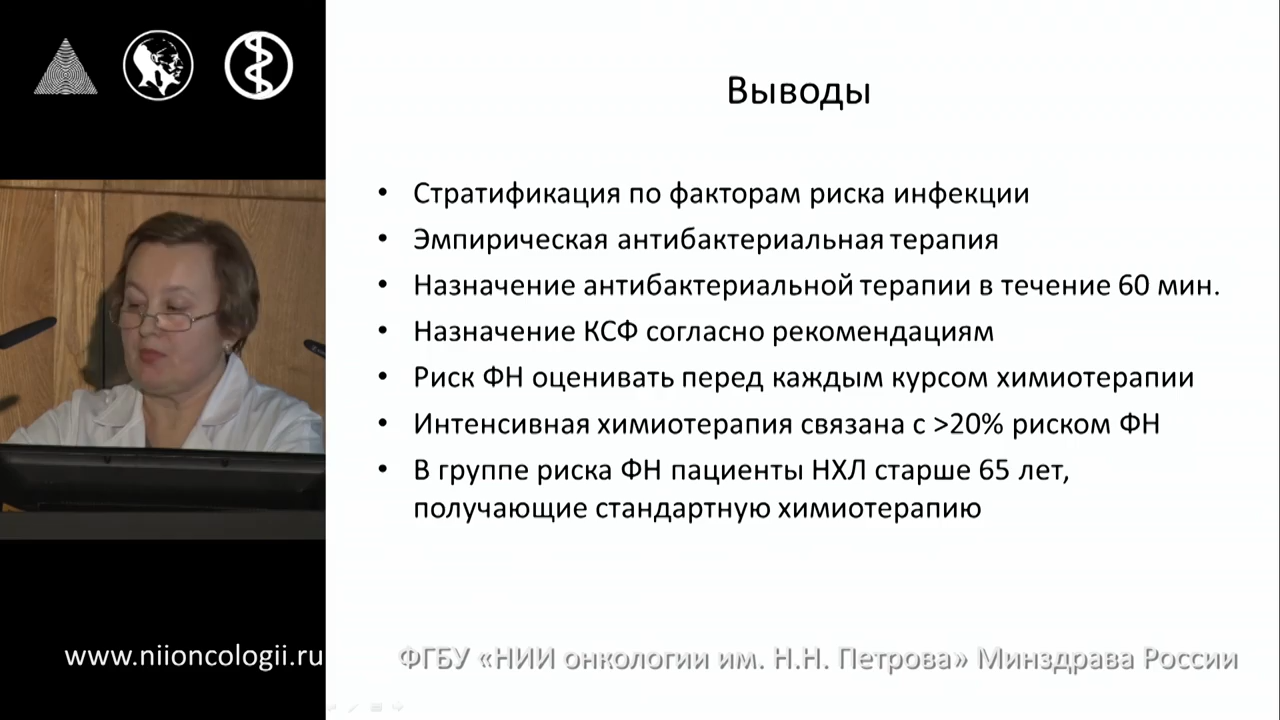 Выводы
• Стратификация по факторам риска инфекции
• Эмпирическая антибактериальная терапия
• Назначение антибактериальной терапии в течение 60 мин.
• Назначение КСФ согласно рекомендациям
• Риск ФН оценивать перед каждым курсом химиотерапии
• Интенсивная химиотерапия связана с >20% риском ФН
• В группе риска ФН пациенты НХЛ старше 65 лет,
получающие стандартную химиотерапию
www.niioncologii.ru
ФГБУ «НИИ онкологии им. Н.Н. Петрова» Минздрава России